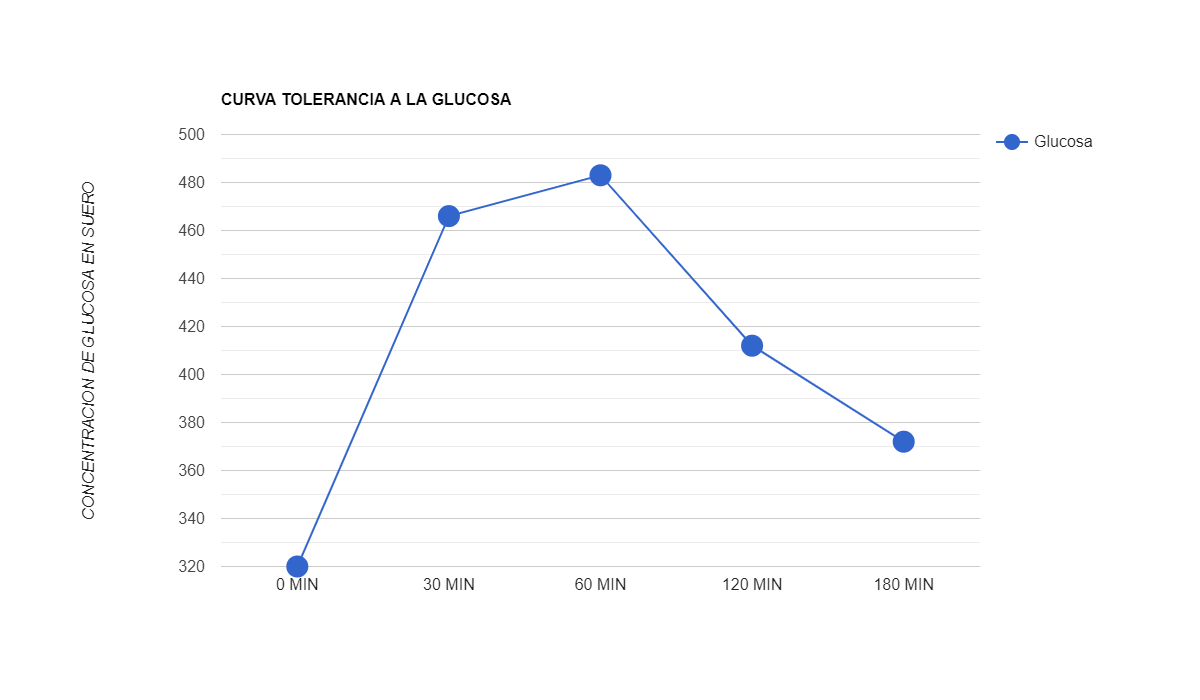 CURVA TOLERANCIA A LA GLUCOSA
Glucosa
CONCENTRACION DE GLUCOSA EN SUERO
500
480
460
440
420
400
380
360
340
320
0 MIN
30 MIN
60 MIN
120 MIN
180 MIN